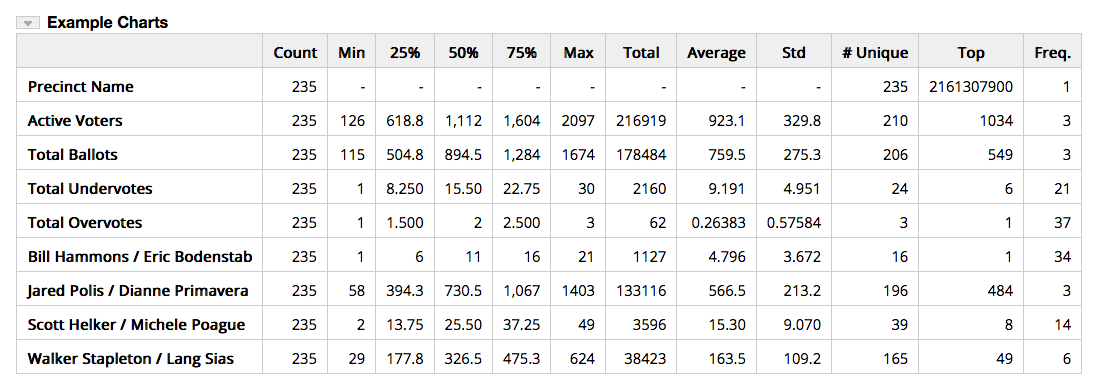 Example Charts
Count Min 25% 50% 75% Max Total Average Std # Unique Top Freq.
Precinct Name 235 - - - - - - - - 235 2161307900 1
Active Voters 235 126 618.8 1,112 1,604 2097 216919 923.1 329.8 210 1034 3
Total Ballots 235 115 504.8 894.5 1,284 1674 178484 759.5 275.3 206 549 3
Total Undervotes 235 1 8.250 15.50 22.75 30 2160 9.191 4.951 24 6 21
Total Overvotes 235 1 1.500 2 2.500 3 62 0.26383 0.57584 3 1 37
Bill Hammons / Eric Bodenstab 235 1 6 11 16 21 1127 4.796 3.672 16 1 34
Jared Polis / Dianne Primavera 235 58 394.3 730.5 1,067 1403 133116 566.5 213.2 196 484 3
Scott Helker / Michele Poague 235 2 13.75 25.50 37.25 49 3596 15.30 9.070 39 8 14
Walker Stapleton / Lang Sias 235 29 177.8 326.5 475.3 624 38423 163.5 109.2 165 49 6